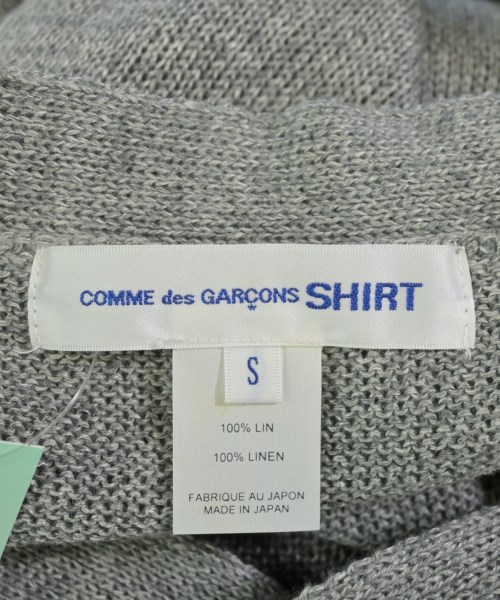 COMME des GARÇONS SHIRT
S
100% LIN
100% LINEN
FABRIQUE AU JAPON
MADE IN JAPAN